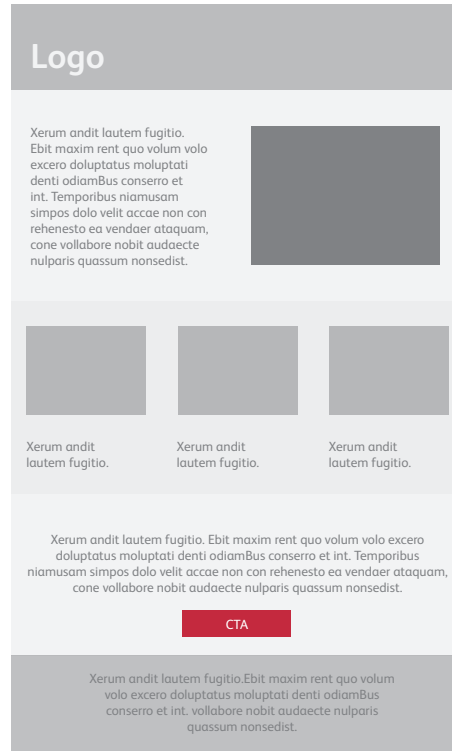 Logo
Xerum andit lautem fugitio.
Ebit maxim rent quo volum volo
excero doluptatus moluptati
denti odiamBus conserro et
int. Temporibus niamusam
simpos dolo velit accae non con
rehenesto ea vendaer ataquam,
cone vollabore nobit audaecte
nulparis quassum nonsedist.
Xerum andit
lautem fugitio.
Xerum andit
lautem fugitio.
Xerum andit
lautem fugitio.
Xerum andit lautem fugitio. Ebit maxim rent quo volum volo excero
doluptatus moluptati denti odiamBus conserro et int. Temporibus
niamusam simpos dolo velit accae non con rehenesto ea vendaer ataquam,
cone vollabore nobit audaecte nulparis quassum nonsedist.
CTA
Xerum andit lautem fugitio.Ebit maxim rent quo volum
volo excero doluptatus moluptati denti odiamBus
conserro et int. vollabore nobit audaecte nulparis
quassum nonsedist.